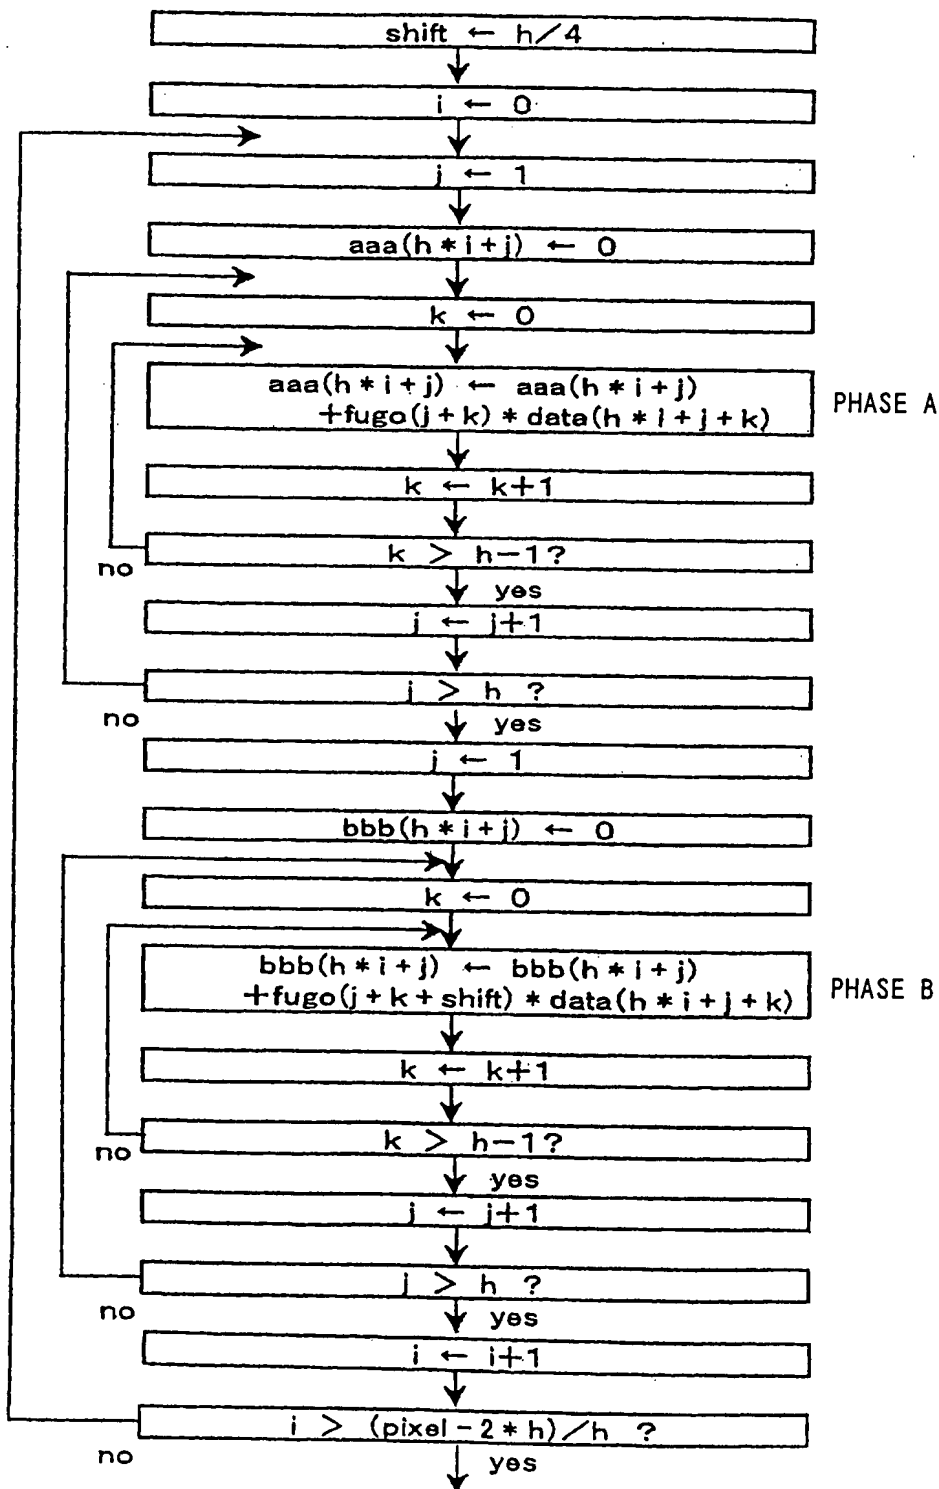 shift ← h/4
i ← 0
j ← 1
aaa(h*i+j) ← 0
k ← 0
aaa(h*i+j) ← aaa(h*i+j)
+fugo(j+k)*data(h*i+j+k)
PHASE A
k ← k+1
k > h-1?
no
yes
j ← j+1
j > h ?
no
yes
j ← 1
bbb(h*i+j) ← 0
k ← 0
bbb(h*i+j) ← bbb(h*i+j)
+fugo(j+k+shift)*data(h*i+j+k)
PHASE B
k ← k+1
k > h-1?
no
yes
j ← j+1
j > h ?
no
yes
i ← i+1
i > (pixel-2*h)/h ?
no
yes